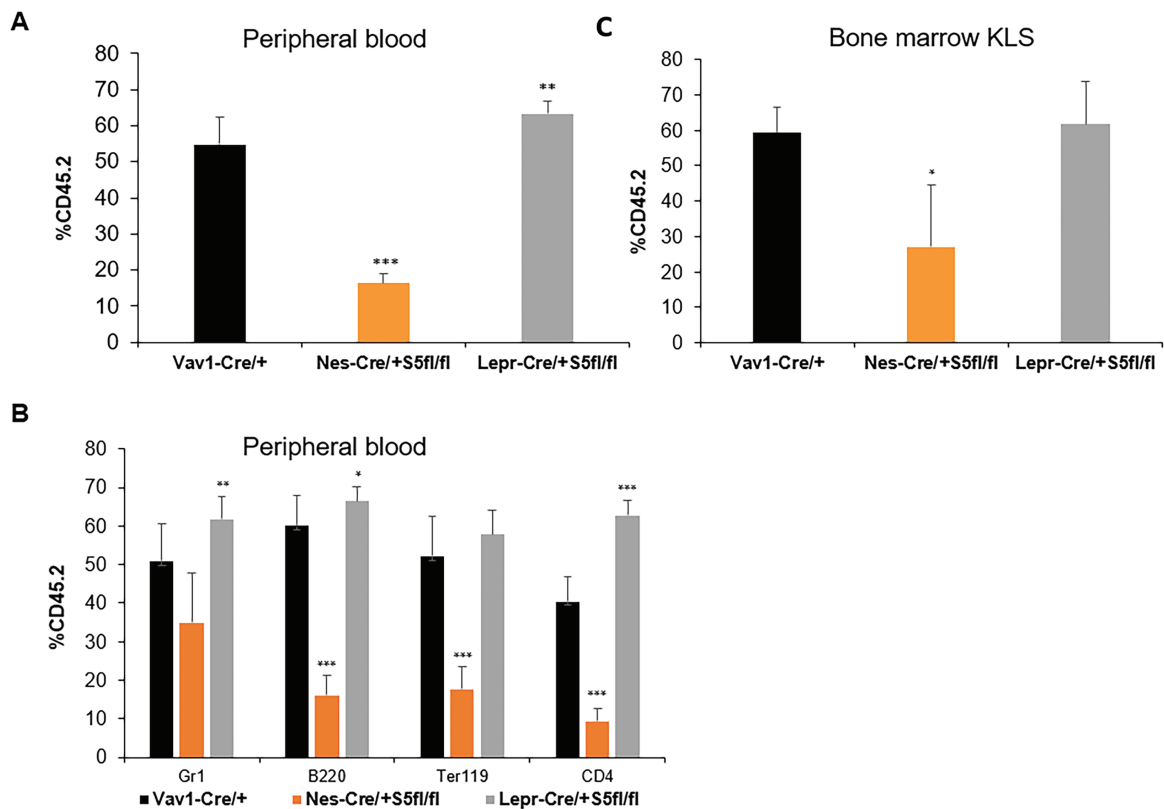 A
Peripheral blood
80
70
60
50
40
30
20
10
0
%CD45.2
**
***
Vav1-Cre/+ Nes-Cre/+S5fl/fl Lepr-Cre/+S5fl/fl
C
Bone marrow KLS
80
70
60
50
40
30
20
10
0
%CD45.2
*
Vav1-Cre/+ Nes-Cre/+S5fl/fl Lepr-Cre/+S5fl/fl
B
Peripheral blood
80
70
60
50
40
30
20
10
0
%CD45.2
** * ***
*** *** ***
Gr1 B220 Ter119 CD4
Vav1-Cre/+ Nes-Cre/+S5fl/fl Lepr-Cre/+S5fl/fl